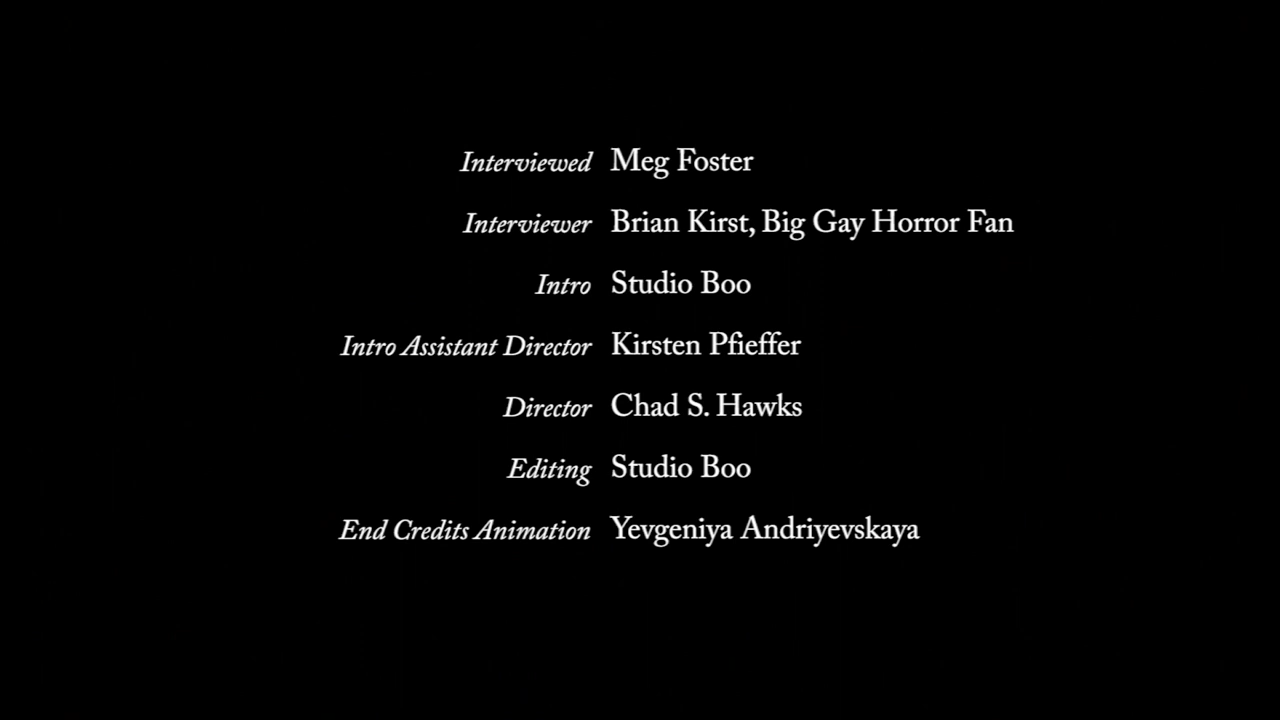 Interviewed Meg Foster
Interviewer Brian Kirst, Big Gay Horror Fan
Intro Studio Boo
Intro Assistant Director Kirsten Pfieffer
Director Chad S. Hawks
Editing Studio Boo
End Credits Animation Yevgeniya Andriyevskaya